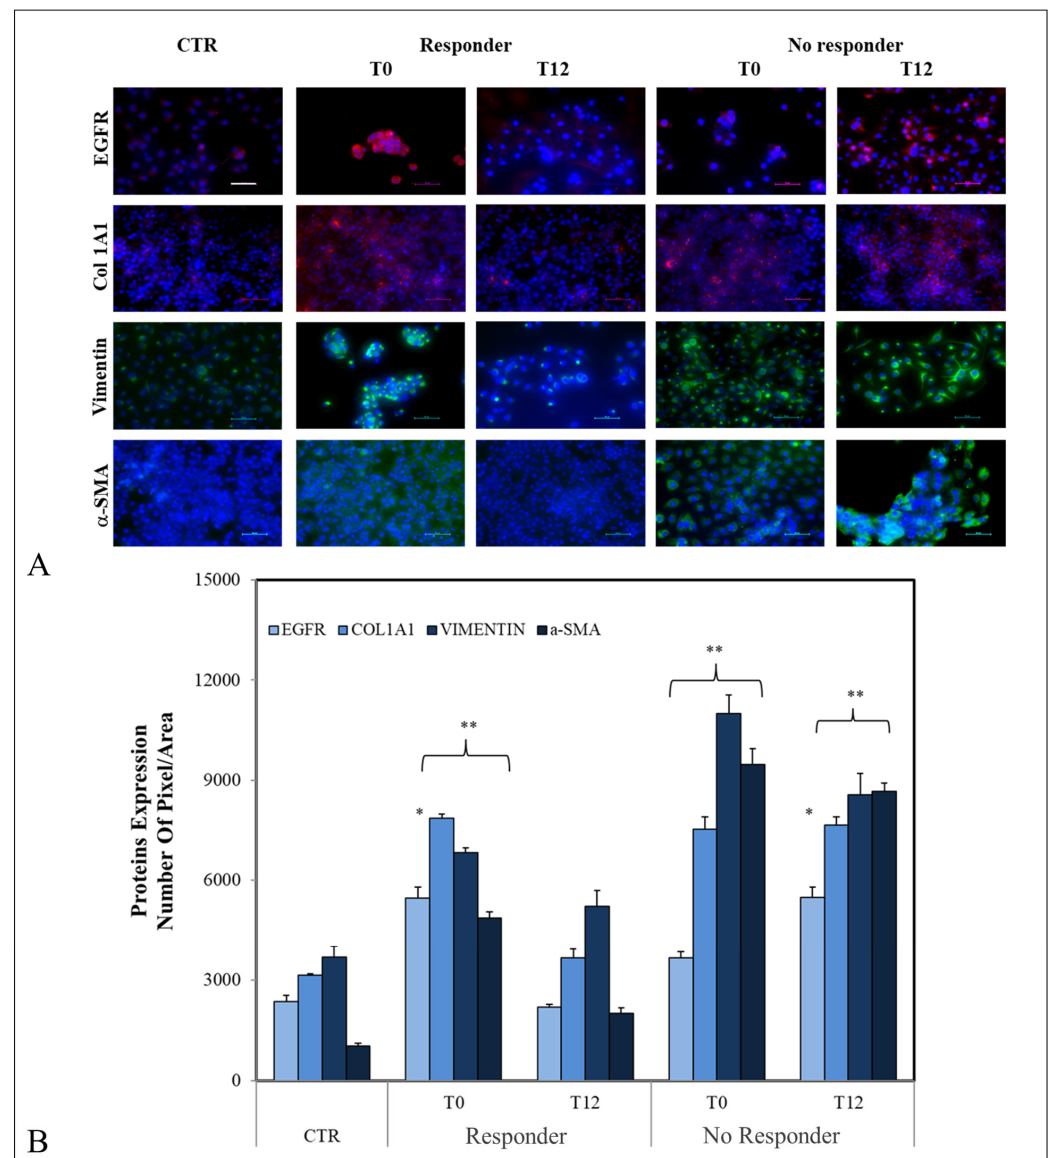 CTR Responder No responder
T0 T12 T0 T12
EGFR
Col 1A1
Vimentin
α-SMA
A
15000
EGFR COL1A1 VIMENTIN a-SMA
12000
9000
6000
3000
0
Proteins Expression
Number Of Pixel/Area
**
*
**
**
*
T0 T12 T0 T12
CTR Responder No Responder
B